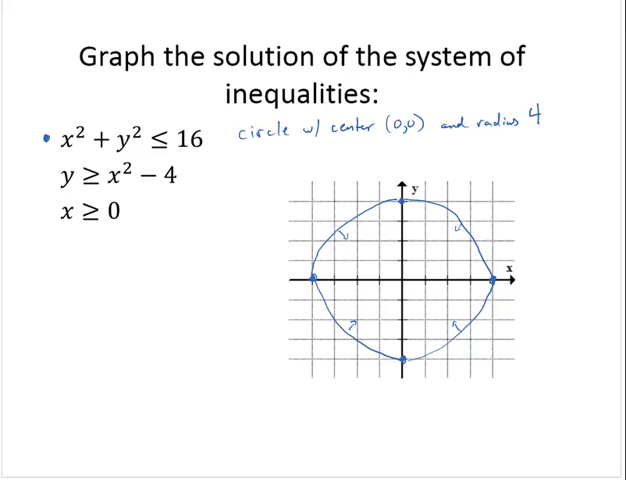 Graph the solution of the system of
inequalities:
• x² + y² ≤ 16 circle w/ center (0,0) and radius 4
y ≥ x² − 4
x ≥ 0
y
x